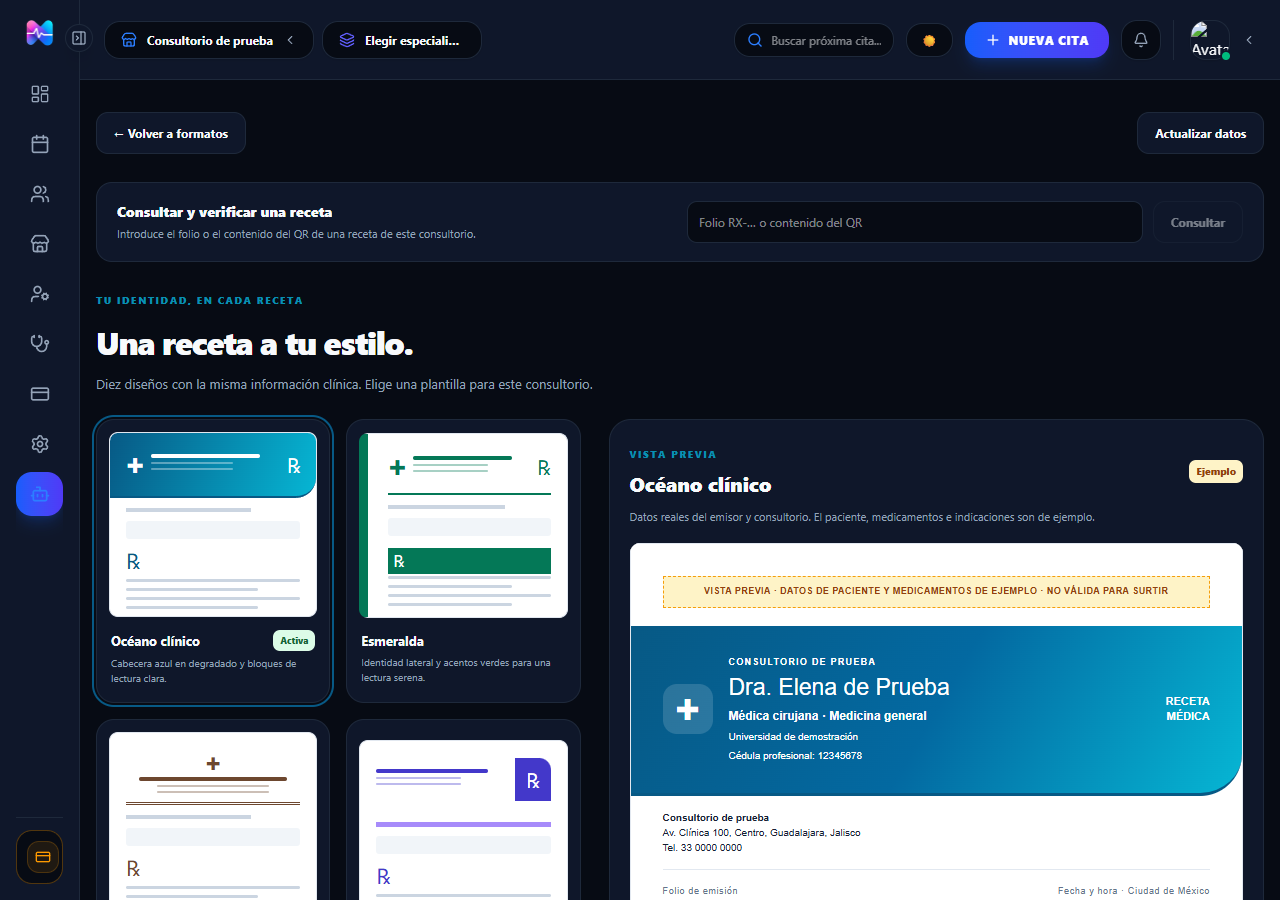 Consultorio de prueba
Elegir especiali...
Buscar próxima cita...
+ NUEVA CITA
Avata
← Volver a formatos
Actualizar datos
Consultar y verificar una receta
Introduce el folio o el contenido del QR de una receta de este consultorio.
Folio RX-... o contenido del QR
Consultar
TU IDENTIDAD, EN CADA RECETA
Una receta a tu estilo.
Diez diseños con la misma información clínica. Elige una plantilla para este consultorio.
℞
℞
Océano clínico
Activa
Cabecera azul en degradado y bloques de
lectura clara.
℞
℞
Esmeralda
Identidad lateral y acentos verdes para una
lectura serena.
℞
℞
℞
VISTA PREVIA
Océano clínico
Ejemplo
Datos reales del emisor y consultorio. El paciente, medicamentos e indicaciones son de ejemplo.
VISTA PREVIA · DATOS DE PACIENTE Y MEDICAMENTOS DE EJEMPLO · NO VÁLIDA PARA SURTIR
CONSULTORIO DE PRUEBA
Dra. Elena de Prueba
Médica cirujana · Medicina general
Universidad de demostración
Cédula profesional: 12345678
RECETA
MÉDICA
Consultorio de prueba
Av. Clínica 100, Centro, Guadalajara, Jalisco
Tel. 33 0000 0000
Folio de emisión
Fecha y hora · Ciudad de México